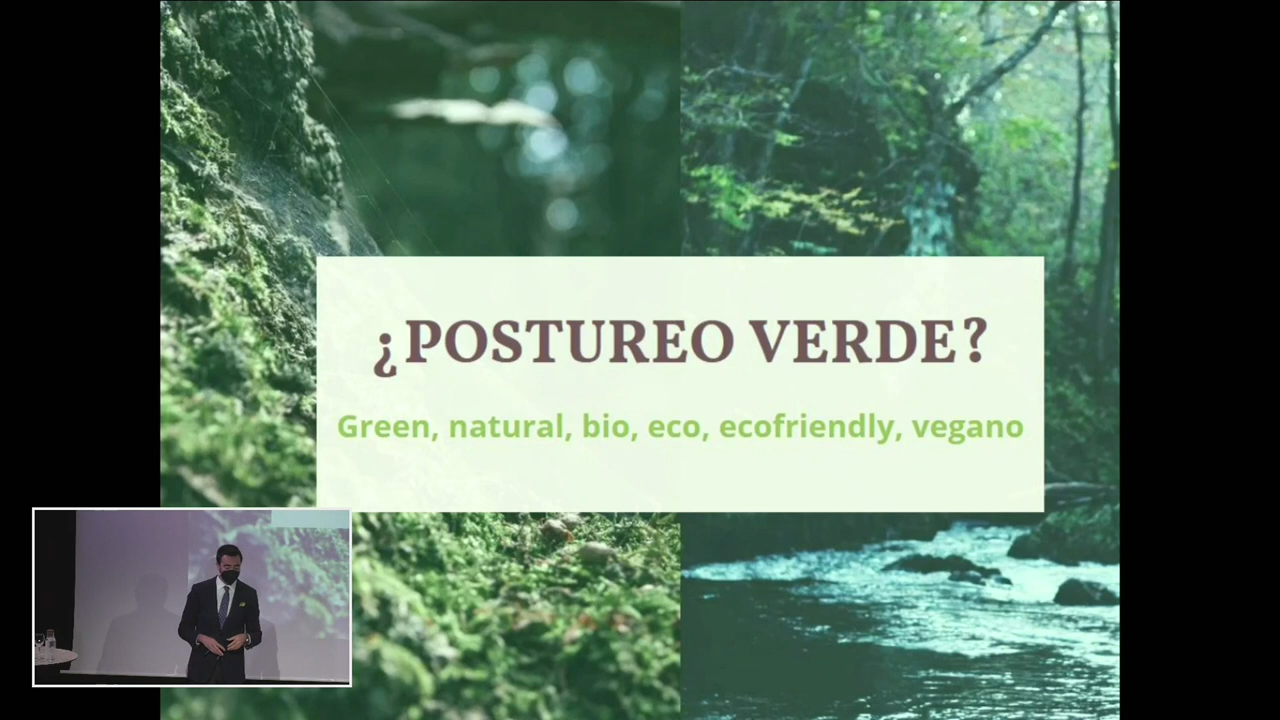 ¿POSTUREO VERDE?
Green, natural, bio, eco, ecofriendly, vegano